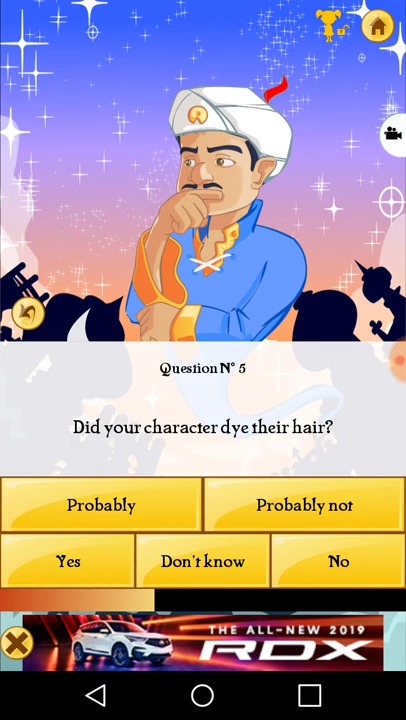 Question N° 5
Did your character dye their hair?
Probably
Probably not
Yes
Don't know
No
THE ALL-NEW 2019
RDX